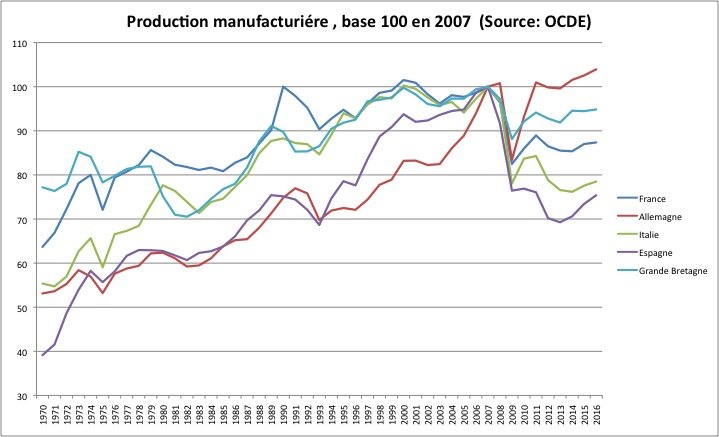 Production manufacturiére , base 100 en 2007 (Source: OCDE)
110
100
90
80
70
60
50
40
30
1970 1971 1972 1973 1974 1975 1976 1977 1978 1979 1980 1981 1982 1983 1984 1985 1986 1987 1988 1989 1990 1991 1992 1993 1994 1995 1996 1997 1998 1999 2000 2001 2002 2003 2004 2005 2006 2007 2008 2009 2010 2011 2012 2013 2014 2015 2016
France
Allemagne
Italie
Espagne
Grande Bretagne